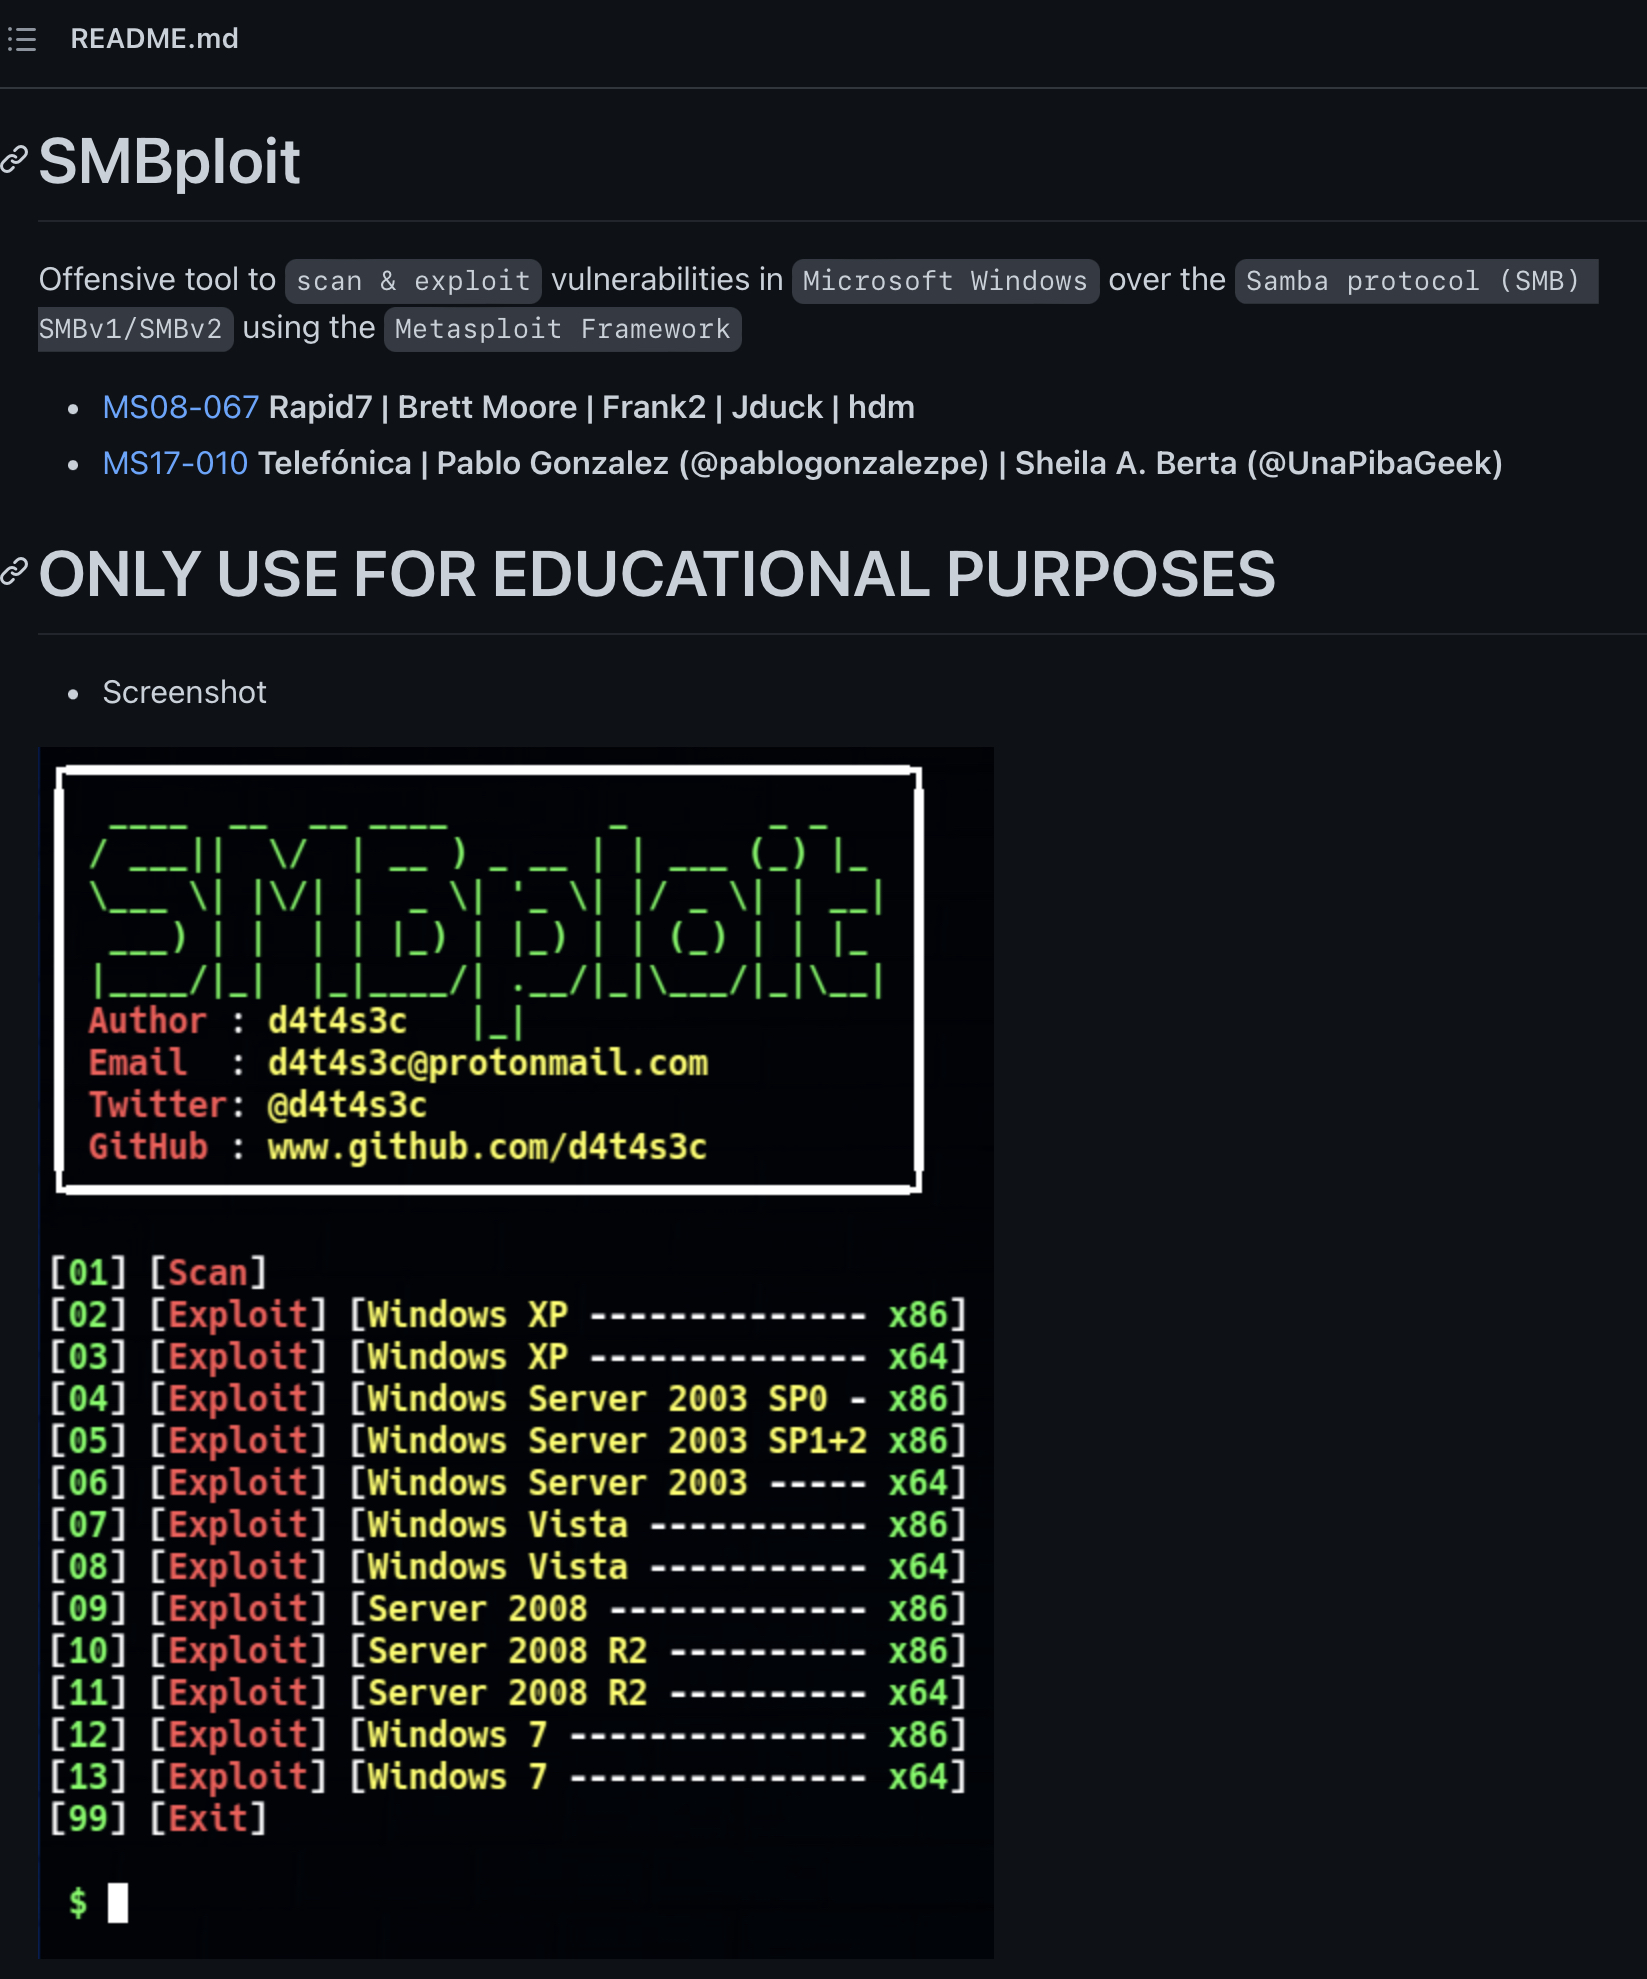 README.md
SMBploit
Offensive tool to scan & exploit vulnerabilities in Microsoft Windows over the Samba protocol (SMB)
SMBv1/SMBv2 using the Metasploit Framework
MS08-067 Rapid7 | Brett Moore | Frank2 | Jduck | hdm
MS17-010 Telefónica | Pablo Gonzalez (@pablogonzalezpe) | Sheila A. Berta (@UnaPibaGeek)
ONLY USE FOR EDUCATIONAL PURPOSES
Screenshot
SMBploit
Author : d4t4s3c
Email : d4t4s3c@protonmail.com
Twitter: @d4t4s3c
GitHub : www.github.com/d4t4s3c
[01] [Scan]
[02] [Exploit] [Windows XP -------------- x86]
[03] [Exploit] [Windows XP -------------- x64]
[04] [Exploit] [Windows Server 2003 SP0 - x86]
[05] [Exploit] [Windows Server 2003 SP1+2 x86]
[06] [Exploit] [Windows Server 2003 ----- x64]
[07] [Exploit] [Windows Vista ----------- x86]
[08] [Exploit] [Windows Vista ----------- x64]
[09] [Exploit] [Server 2008 ------------- x86]
[10] [Exploit] [Server 2008 R2 ---------- x86]
[11] [Exploit] [Server 2008 R2 ---------- x64]
[12] [Exploit] [Windows 7 --------------- x86]
[13] [Exploit] [Windows 7 --------------- x64]
[99] [Exit]
$